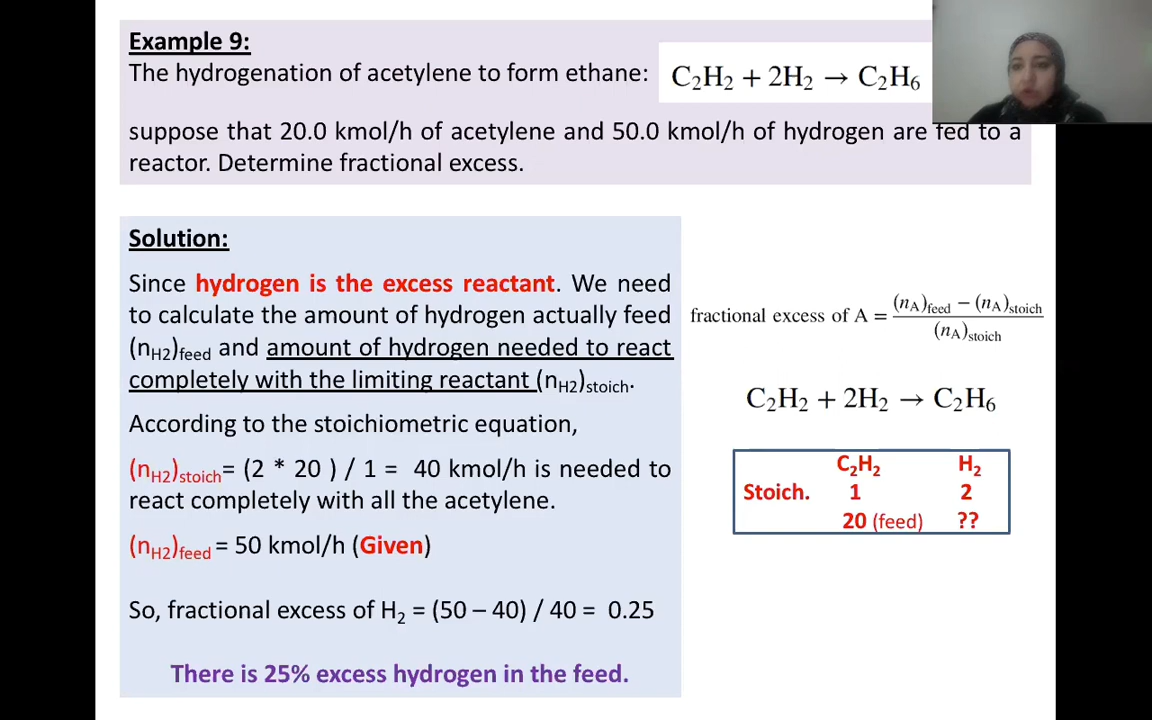 Example 9:
The hydrogenation of acetylene to form ethane: C₂H₂ + 2H₂ → C₂H₆
suppose that 20.0 kmol/h of acetylene and 50.0 kmol/h of hydrogen are fed to a
reactor. Determine fractional excess.
Solution:
Since hydrogen is the excess reactant. We need
to calculate the amount of hydrogen actually feed
(nH2)feed and amount of hydrogen needed to react
completely with the limiting reactant (nH2)stoich.
According to the stoichiometric equation,
(nH2)stoich= (2 * 20 ) / 1 = 40 kmol/h is needed to
react completely with all the acetylene.
(nH2)feed = 50 kmol/h (Given)
So, fractional excess of H₂ = (50 – 40) / 40 = 0.25
There is 25% excess hydrogen in the feed.
fractional excess of A = (nA)feed − (nA)stoich / (nA)stoich
C₂H₂ + 2H₂ → C₂H₆
C₂H₂ H₂
Stoich. 1 2
20 (feed) ??